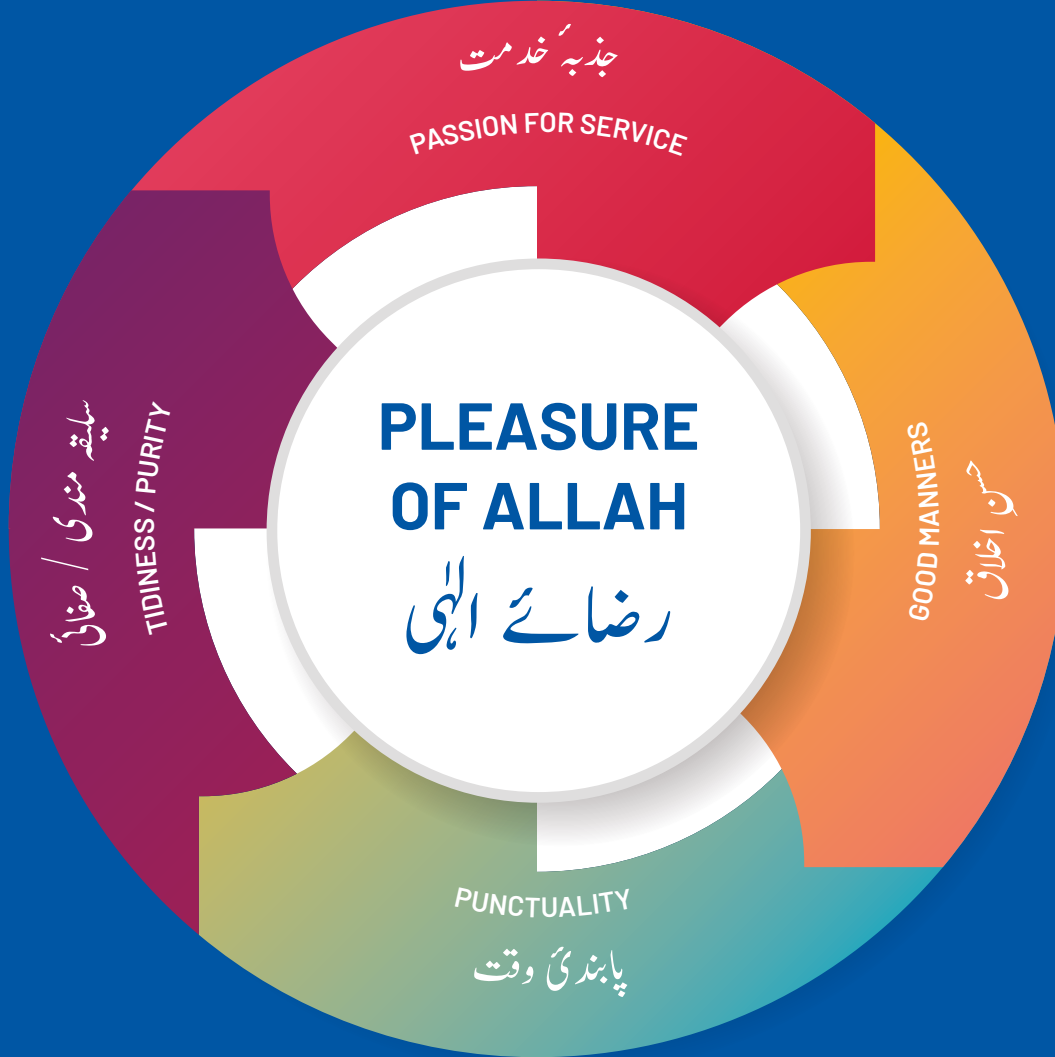 جذبۂ خدمت
PASSION FOR SERVICE
سلیقہ مندی / صفائی
TIDINESS / PURITY
PLEASURE
OF ALLAH
رضائے الٰہی
GOOD MANNERS
حسنِ اخلاق
PUNCTUALITY
پابندیٔ وقت